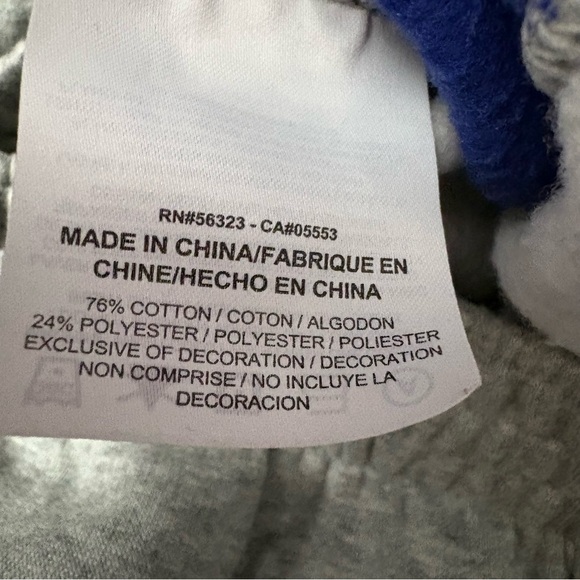 RN#56323 - CA#05553
MADE IN CHINA/FABRIQUE EN
CHINE/HECHO EN CHINA
76% COTTON / COTON / ALGODON
24% POLYESTER / POLYESTER / POLIESTER
EXCLUSIVE OF DECORATION / DECORATION
NON COMPRISE / NO INCLUYE LA
DECORACION